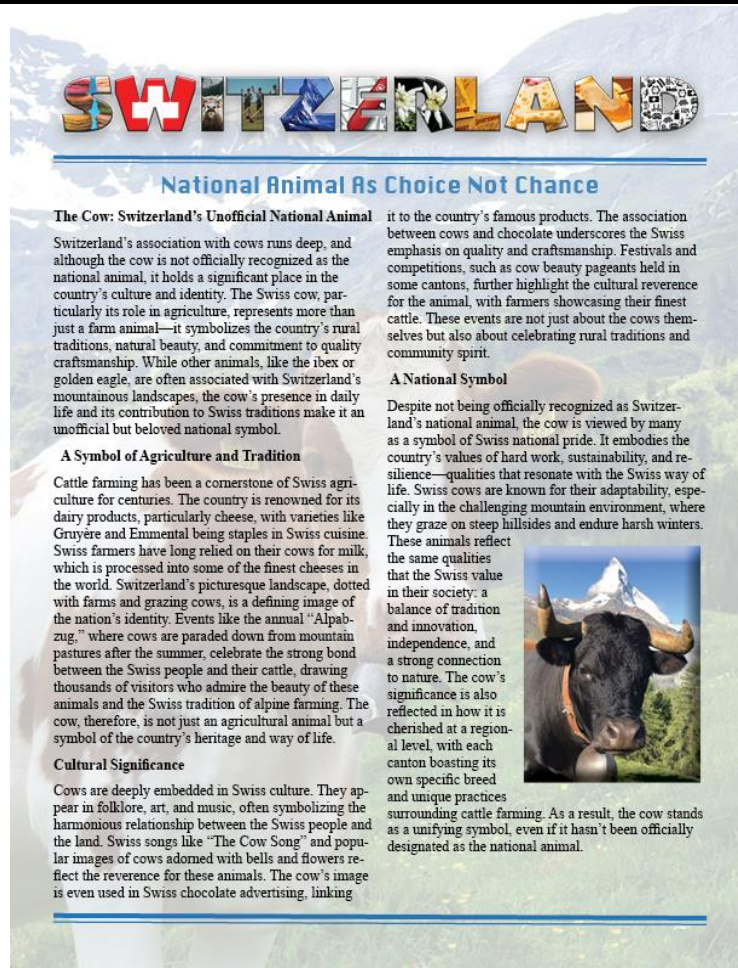 SWITZERLAND
National Animal As Choice Not Chance
The Cow: Switzerland's Unofficial National Animal
Switzerland's association with cows runs deep, and
although the cow is not officially recognized as the
national animal, it holds a significant place in the
country's culture and identity. The Swiss cow, par-
ticularly its role in agriculture, represents more than
just a farm animal—it symbolizes the country's rural
traditions, natural beauty, and commitment to quality
craftsmanship. While other animals, like the ibex or
golden eagle, are often associated with Switzerland's
mountainous landscapes, the cow's presence in daily
life and its contribution to Swiss traditions make it an
unofficial but beloved national symbol.
A Symbol of Agriculture and Tradition
Cattle farming has been a cornerstone of Swiss agri-
culture for centuries. The country is renowned for its
dairy products, particularly cheese, with varieties like
Gruyère and Emmental being staples in Swiss cuisine.
Swiss farmers have long relied on their cows for milk,
which is processed into some of the finest cheeses in
the world. Switzerland's picturesque landscape, dotted
with farms and grazing cows, is a defining image of
the nation's identity. Events like the annual “Alpab-
zug,” where cows are paraded down from mountain
pastures after the summer, celebrate the strong bond
between the Swiss people and their cattle, drawing
thousands of visitors who admire the beauty of these
animals and the Swiss tradition of alpine farming. The
cow, therefore, is not just an agricultural animal but a
symbol of the country's heritage and way of life.
Cultural Significance
Cows are deeply embedded in Swiss culture. They ap-
pear in folklore, art, and music, often symbolizing the
harmonious relationship between the Swiss people and
the land. Swiss songs like “The Cow Song” and popu-
lar images of cows adorned with bells and flowers re-
flect the reverence for these animals. The cow's image
is even used in Swiss chocolate advertising, linking
it to the country's famous products. The association
between cows and chocolate underscores the Swiss
emphasis on quality and craftsmanship. Festivals and
competitions, such as cow beauty pageants held in
some cantons, further highlight the cultural reverence
for the animal, with farmers showcasing their finest
cattle. These events are not just about the cows them-
selves but also about celebrating rural traditions and
community spirit.
A National Symbol
Despite not being officially recognized as Switzer-
land's national animal, the cow is viewed by many
as a symbol of Swiss national pride. It embodies the
country's values of hard work, sustainability, and re-
silience—qualities that resonate with the Swiss way of
life. Swiss cows are known for their adaptability, espe-
cially in the challenging mountain environment, where
they graze on steep hillsides and endure harsh winters.
These animals reflect
the same qualities
that the Swiss value
in their society: a
balance of tradition
and innovation,
independence, and
a strong connection
to nature. The cow's
significance is also
reflected in how it is
cherished at a region-
al level, with each
canton boasting its
own specific breed
and unique practices
surrounding cattle farming. As a result, the cow stands
as a unifying symbol, even if it hasn't been officially
designated as the national animal.